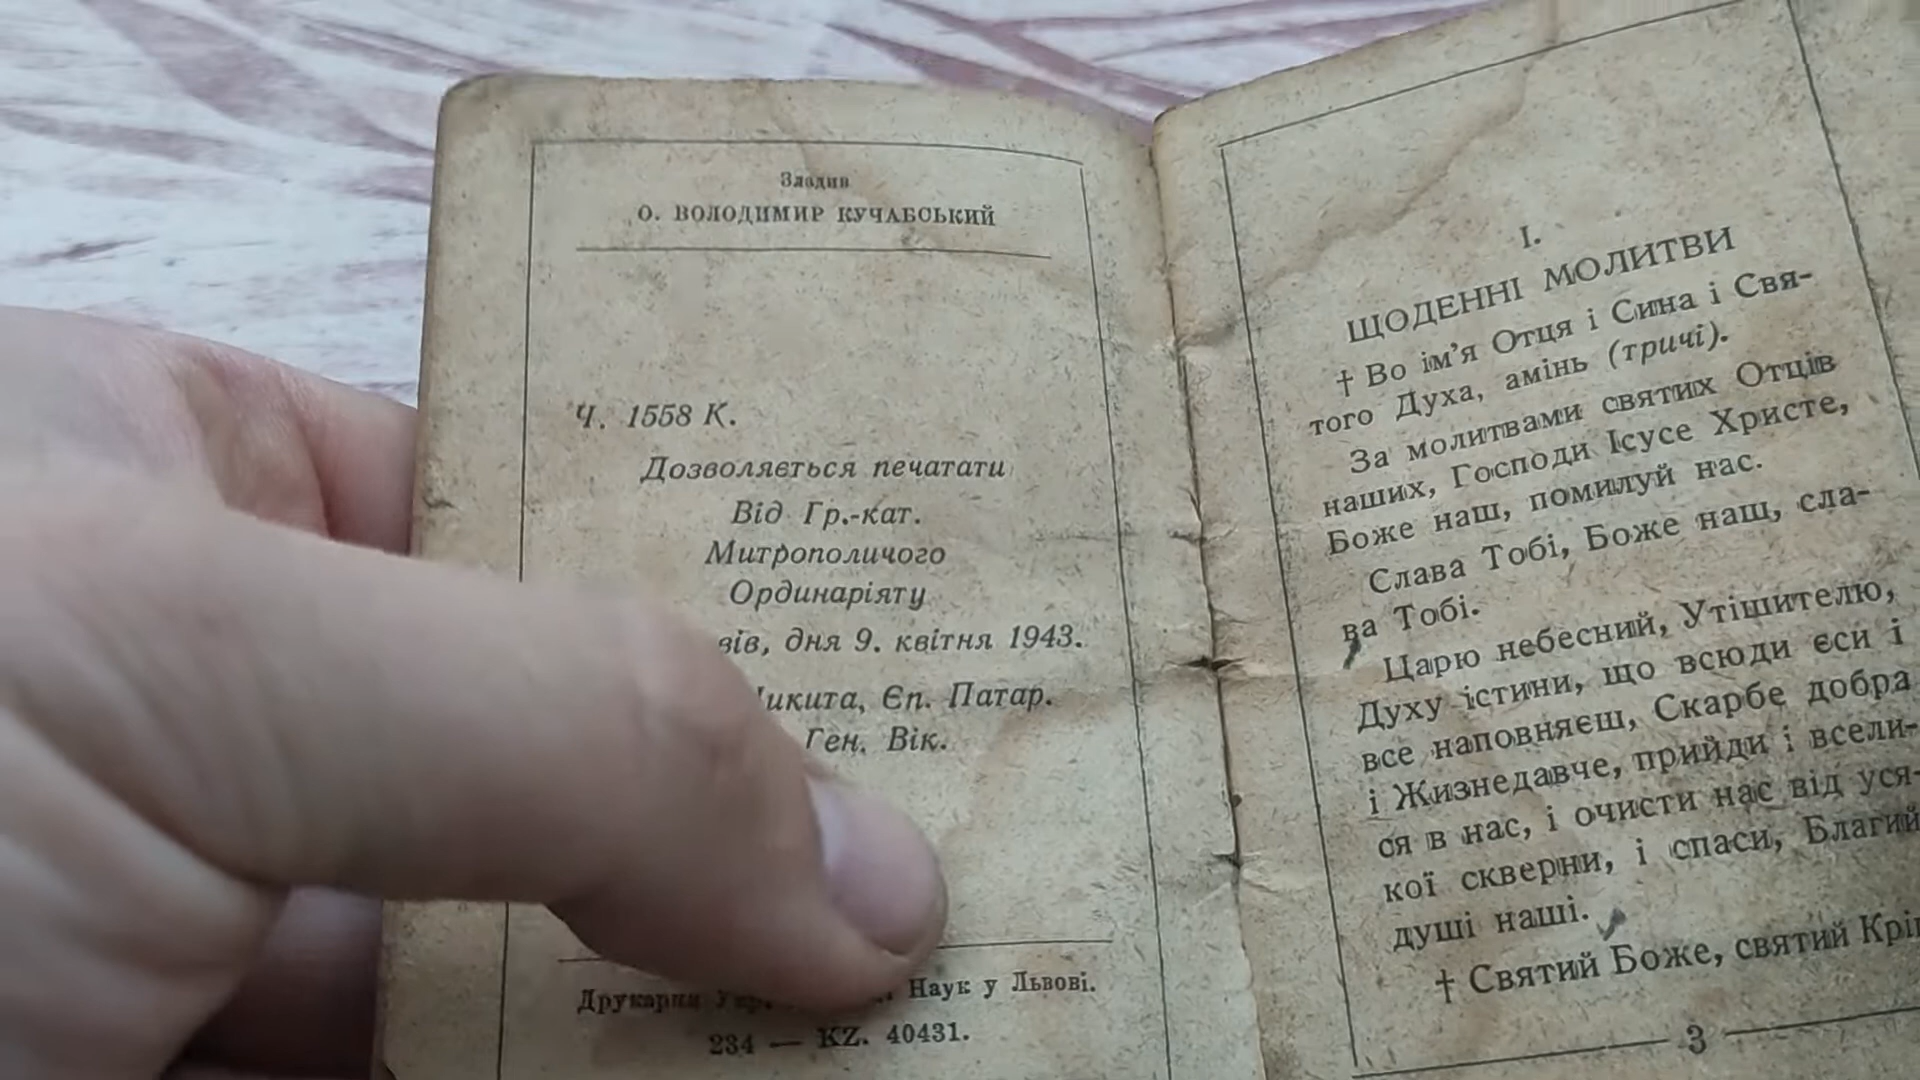 Зладив
О. ВОЛОДИМИР КУЧАБСЬКИЙ
Ч. 1558 К.
Дозволяється печатати
Від Гр.-кат.
Митрополичого
Ординаріяту
вів, дня 9. квітня 1943.
икита, Єп. Патар.
Ген. Вік.
Друкарня Укр. Наук у Львові.
234 — KZ. 40431.
I.
ЩОДЕННІ МОЛИТВИ
† Во ім’я Отця і Сина і Свя-
того Духа, амінь (тричі).
За молитвами святих Отців
наших, Господи Ісусе Христе,
Боже наш, помилуй нас.
Слава Тобі, Боже наш, сла-
ва Тобі.
Царю небесний, Утішителю,
Духу істини, що всюди єси і
все наповняєш, Скарбе добра
і Жизнедавче, прийди і всели-
ся в нас, і очисти нас від уся-
кої скверни, і спаси, Благий
душі наші.
† Святий Боже, святий Крі
3